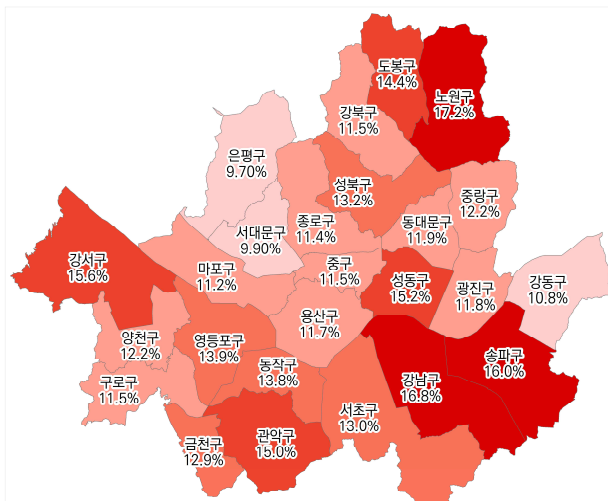 도봉구
14.4%
노원구
17.2%
강북구
11.5%
은평구
9.70%
성북구
13.2%
중랑구
12.2%
종로구
11.4%
동대문구
11.9%
서대문구
9.90%
강서구
15.6%
마포구
11.2%
중구
11.5%
성동구
15.2%
광진구
11.8%
강동구
10.8%
용산구
11.7%
양천구
12.2%
영등포구
13.9%
송파구
16.0%
동작구
13.8%
구로구
11.5%
강남구
16.8%
서초구
13.0%
관악구
15.0%
금천구
12.9%